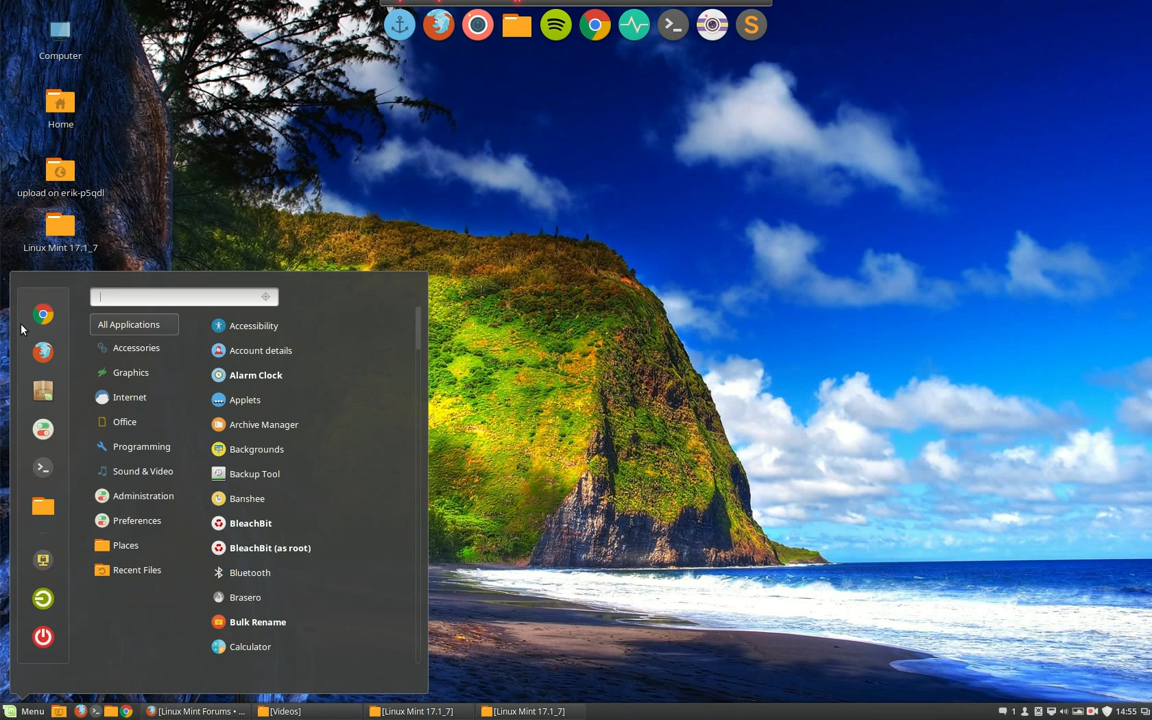 Computer
Home
upload on erik-p5qdl
Linux Mint 17.1_7
All Applications
Accessories
Graphics
Internet
Office
Programming
Sound & Video
Administration
Preferences
Places
Recent Files
Accessibility
Account details
Alarm Clock
Applets
Archive Manager
Backgrounds
Backup Tool
Banshee
BleachBit
BleachBit (as root)
Bluetooth
Brasero
Bulk Rename
Calculator
Menu
[Linux Mint Forums • ...
[Videos]
[Linux Mint 17.1_7]
[Linux Mint 17.1_7]
1
14:55